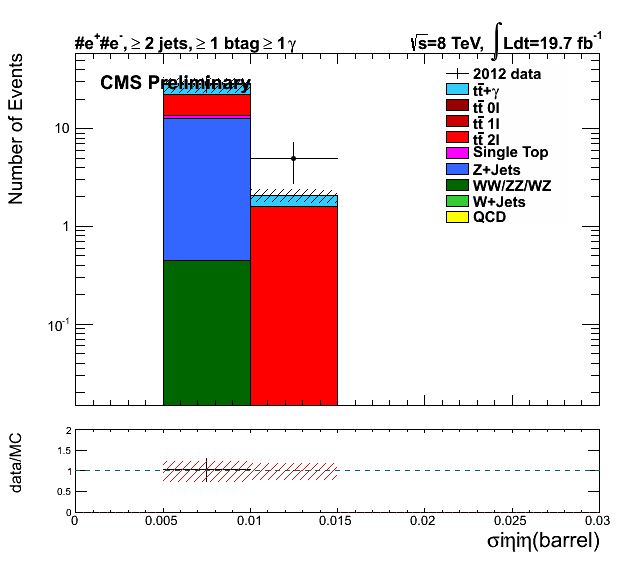 #e⁺#e⁻, ≥ 2 jets, ≥ 1 btag ≥ 1γ
√s=8 TeV, ∫ Ldt=19.7 fb⁻¹
CMS Preliminary
Number of Events
10
1
10⁻¹
2012 data
tt̄+γ
tt̄ 0l
tt̄ 1l
tt̄ 2l
Single Top
Z+Jets
WW/ZZ/WZ
W+Jets
QCD
data/MC
2
1.5
1
0.5
0
0 0.005 0.01 0.015 0.02 0.025 0.03
σiηiη(barrel)